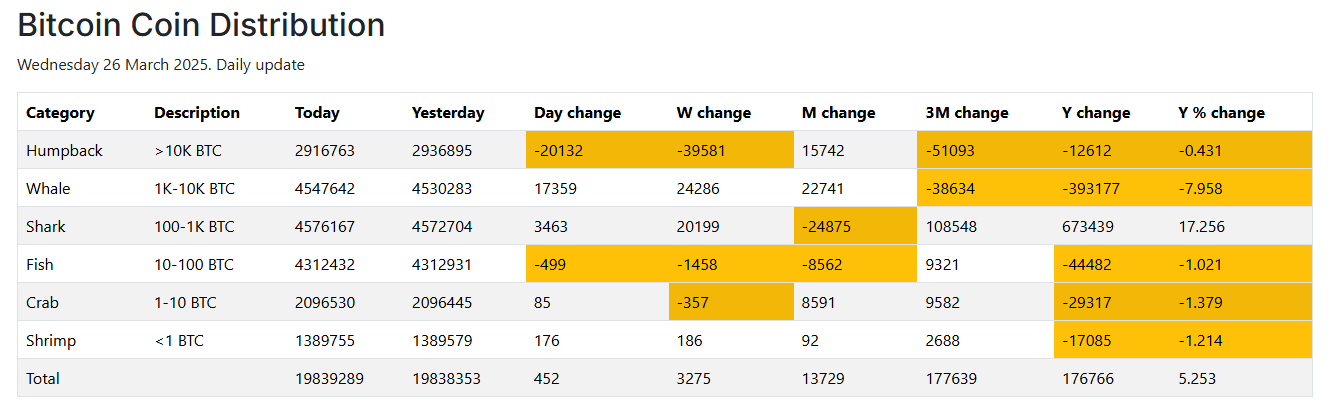 Bitcoin Coin Distribution
Wednesday 26 March 2025. Daily update
Category Description Today Yesterday Day change W change M change 3M change Y change Y % change
Humpback >10K BTC 2916763 2936895 -20132 -39581 15742 -51093 -12612 -0.431
Whale 1K-10K BTC 4547642 4530283 17359 24286 22741 -38634 -393177 -7.958
Shark 100-1K BTC 4576167 4572704 3463 20199 -24875 108548 673439 17.256
Fish 10-100 BTC 4312432 4312931 -499 -1458 -8562 9321 -44482 -1.021
Crab 1-10 BTC 2096530 2096445 85 -357 8591 9582 -29317 -1.379
Shrimp <1 BTC 1389755 1389579 176 186 92 2688 -17085 -1.214
Total 19839289 19838353 452 3275 13729 177639 176766 5.253